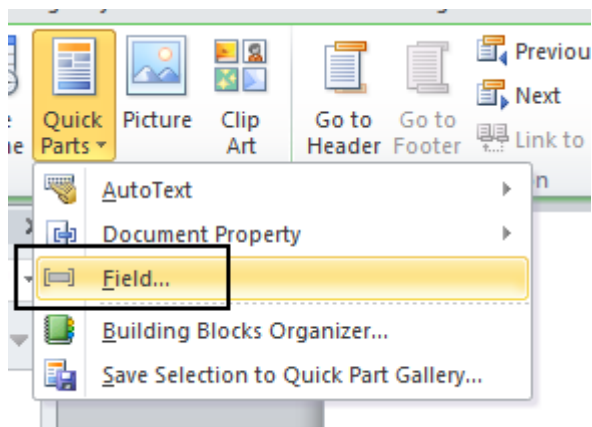 Previou
Next
Link to
Quick Parts
Picture
Clip Art
Go to Header
Go to Footer
n
AutoText
Document Property
Field...
Building Blocks Organizer...
Save Selection to Quick Part Gallery...